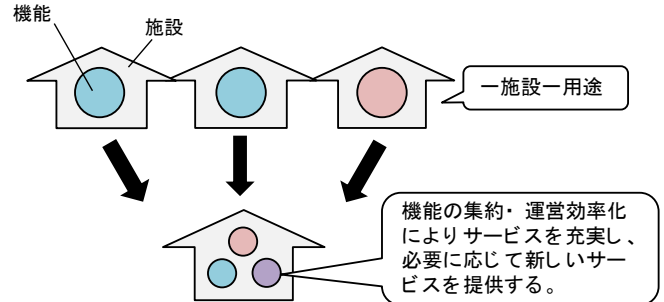 機能
施設
一施設一用途
機能の集約・運営効率化
によりサービスを充実し、
必要に応じて新しいサー
ビスを提供する。